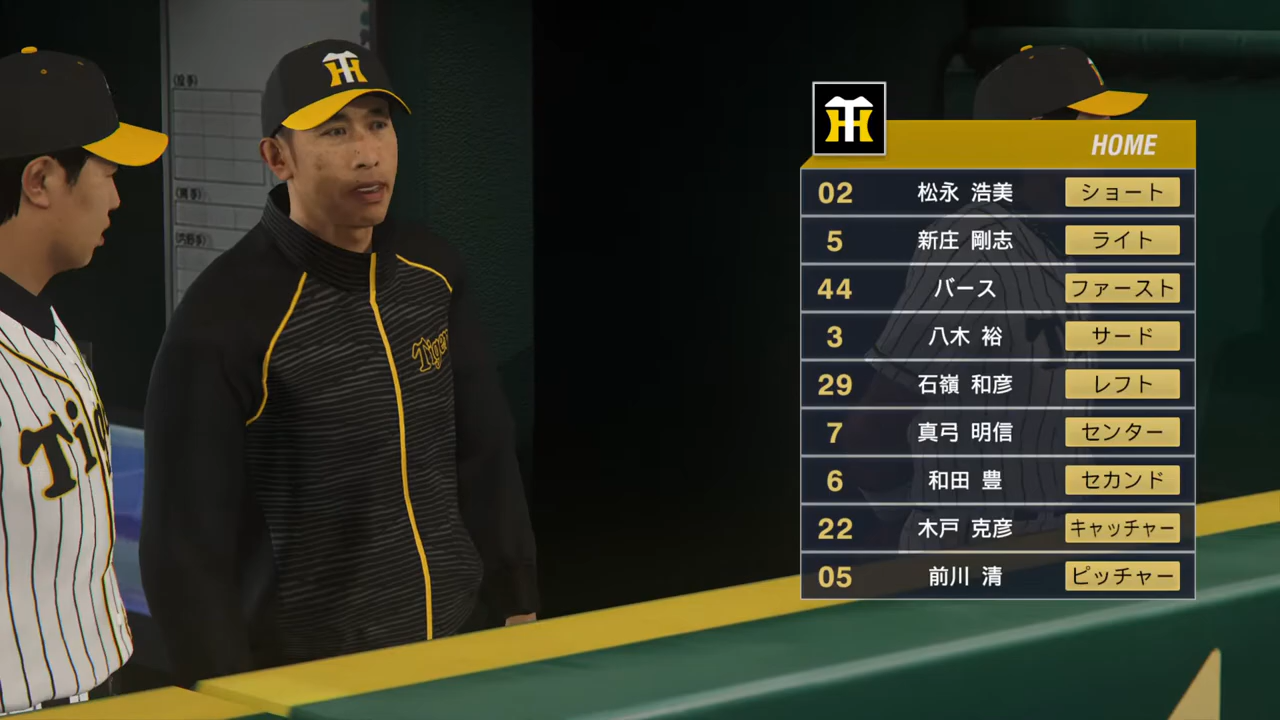 HOME
02 松永 浩美 ショート
5 新庄 剛志 ライト
44 バース ファースト
3 八木 裕 サード
29 石嶺 和彦 レフト
7 真弓 明信 センター
6 和田 豊 セカンド
22 木戸 克彦 キャッチャー
05 前川 清 ピッチャー
Tigers